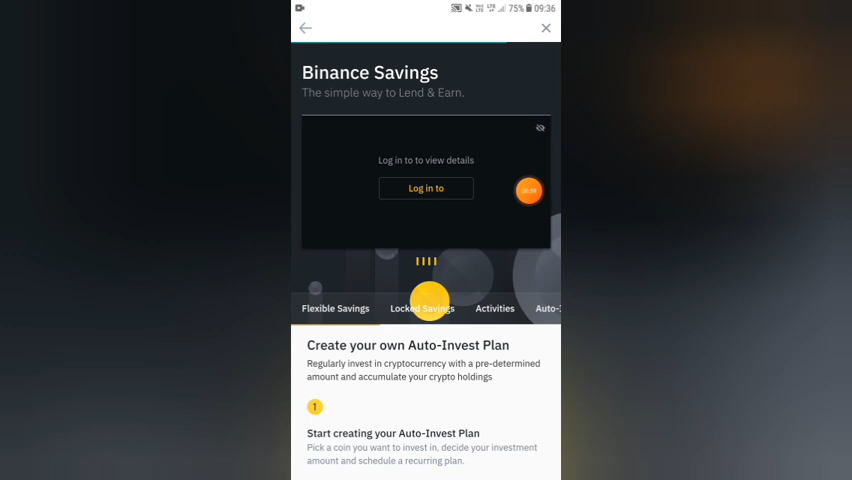 75% 09:36
Binance Savings
The simple way to Lend & Earn.
Log in to to view details
Log in to
Flexible Savings Locked Savings Activities Auto-
Create your own Auto-Invest Plan
Regularly invest in cryptocurrency with a pre-determined
amount and accumulate your crypto holdings
1
Start creating your Auto-Invest Plan
Pick a coin you want to invest in, decide your investment
amount and schedule a recurring plan.